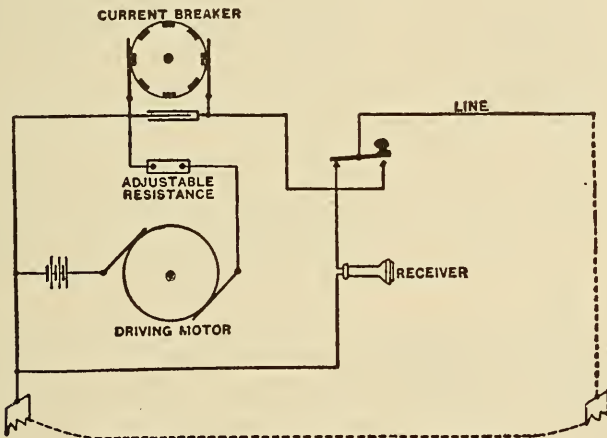 CURRENT BREAKER
LINE
ADJUSTABLE
RESISTANCE
RECEIVER
DRIVING MOTOR